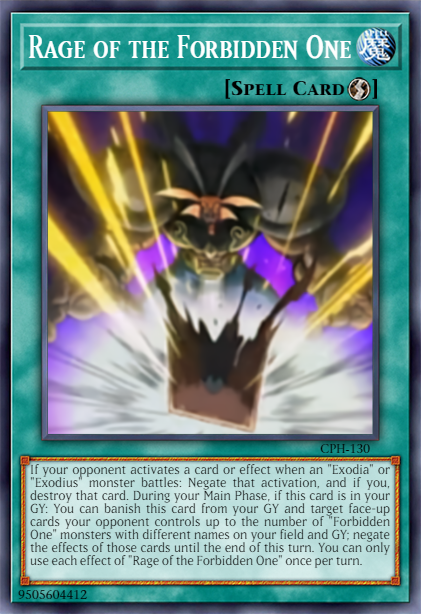 Rage of the Forbidden One
魔
[Spell Card]
CPH-130
If your opponent activates a card or effect when an "Exodia" or
"Exodius" monster battles: Negate that activation, and if you,
destroy that card. During your Main Phase, if this card is in your
GY: You can banish this card from your GY and target face-up
cards your opponent controls up to the number of "Forbidden
One" monsters with different names on your field and GY; negate
the effects of those cards until the end of this turn. You can only
use each effect of "Rage of the Forbidden One" once per turn.
9505604412